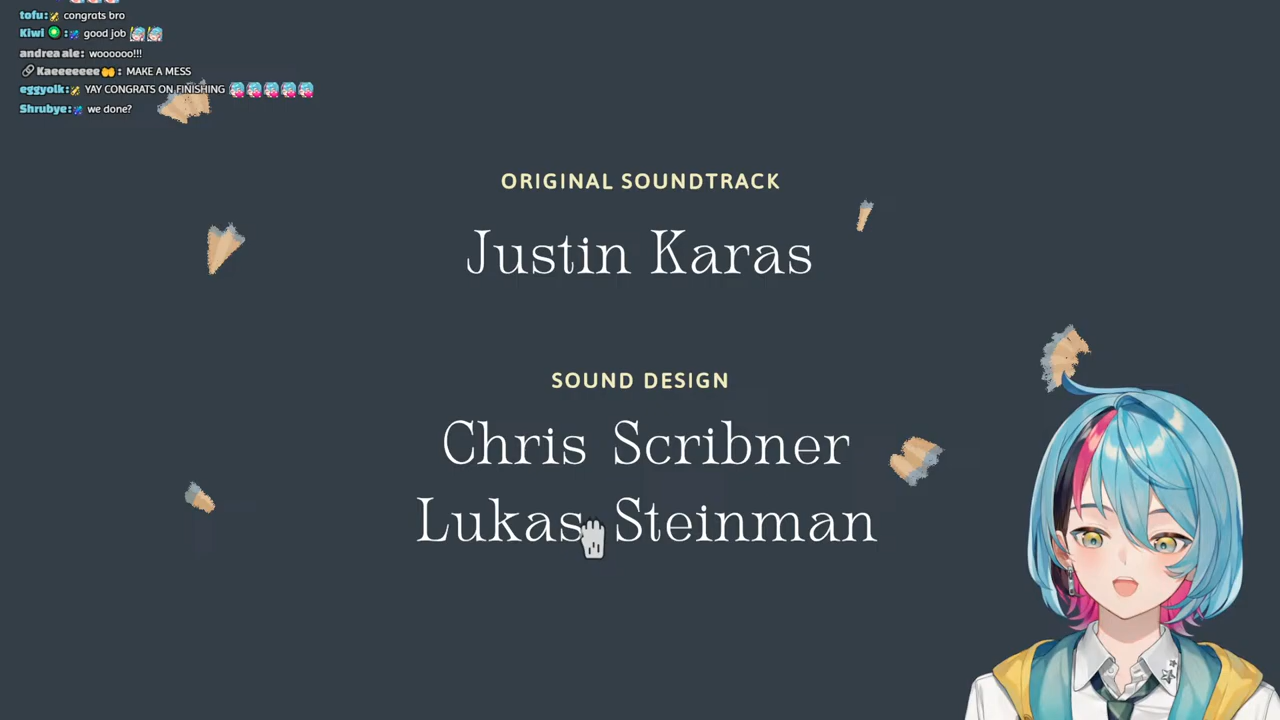 tofu: congrats bro
Kiwi : good job
andrea ale: woooooo!!!
Kaeeeeeee : MAKE A MESS
eggyolk: YAY CONGRATS ON FINISHING
Shrubye: we done?
ORIGINAL SOUNDTRACK
Justin Karas
SOUND DESIGN
Chris Scribner
Lukas Steinman